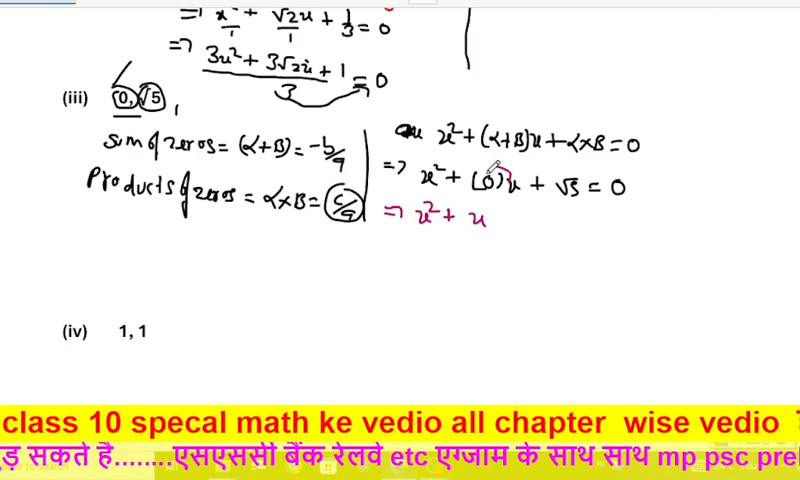 => x² + √2x + 1/3 = 0
=> 3x² + 3√2x + 1 / 3 = 0
(iii) 0, √5
Sum of zeros = (α+β) = -b/a
Products of zeros = α×β = c/a
x² + (α+β)x + α×β = 0
=> x² + (0)x + √5 = 0
=> x² + x
(iv) 1, 1
class 10 specal math ke vedio all chapter wise vedio
सकते है.......एसएससी बैंक रेलवे etc एग्जाम के साथ साथ mp psc prel